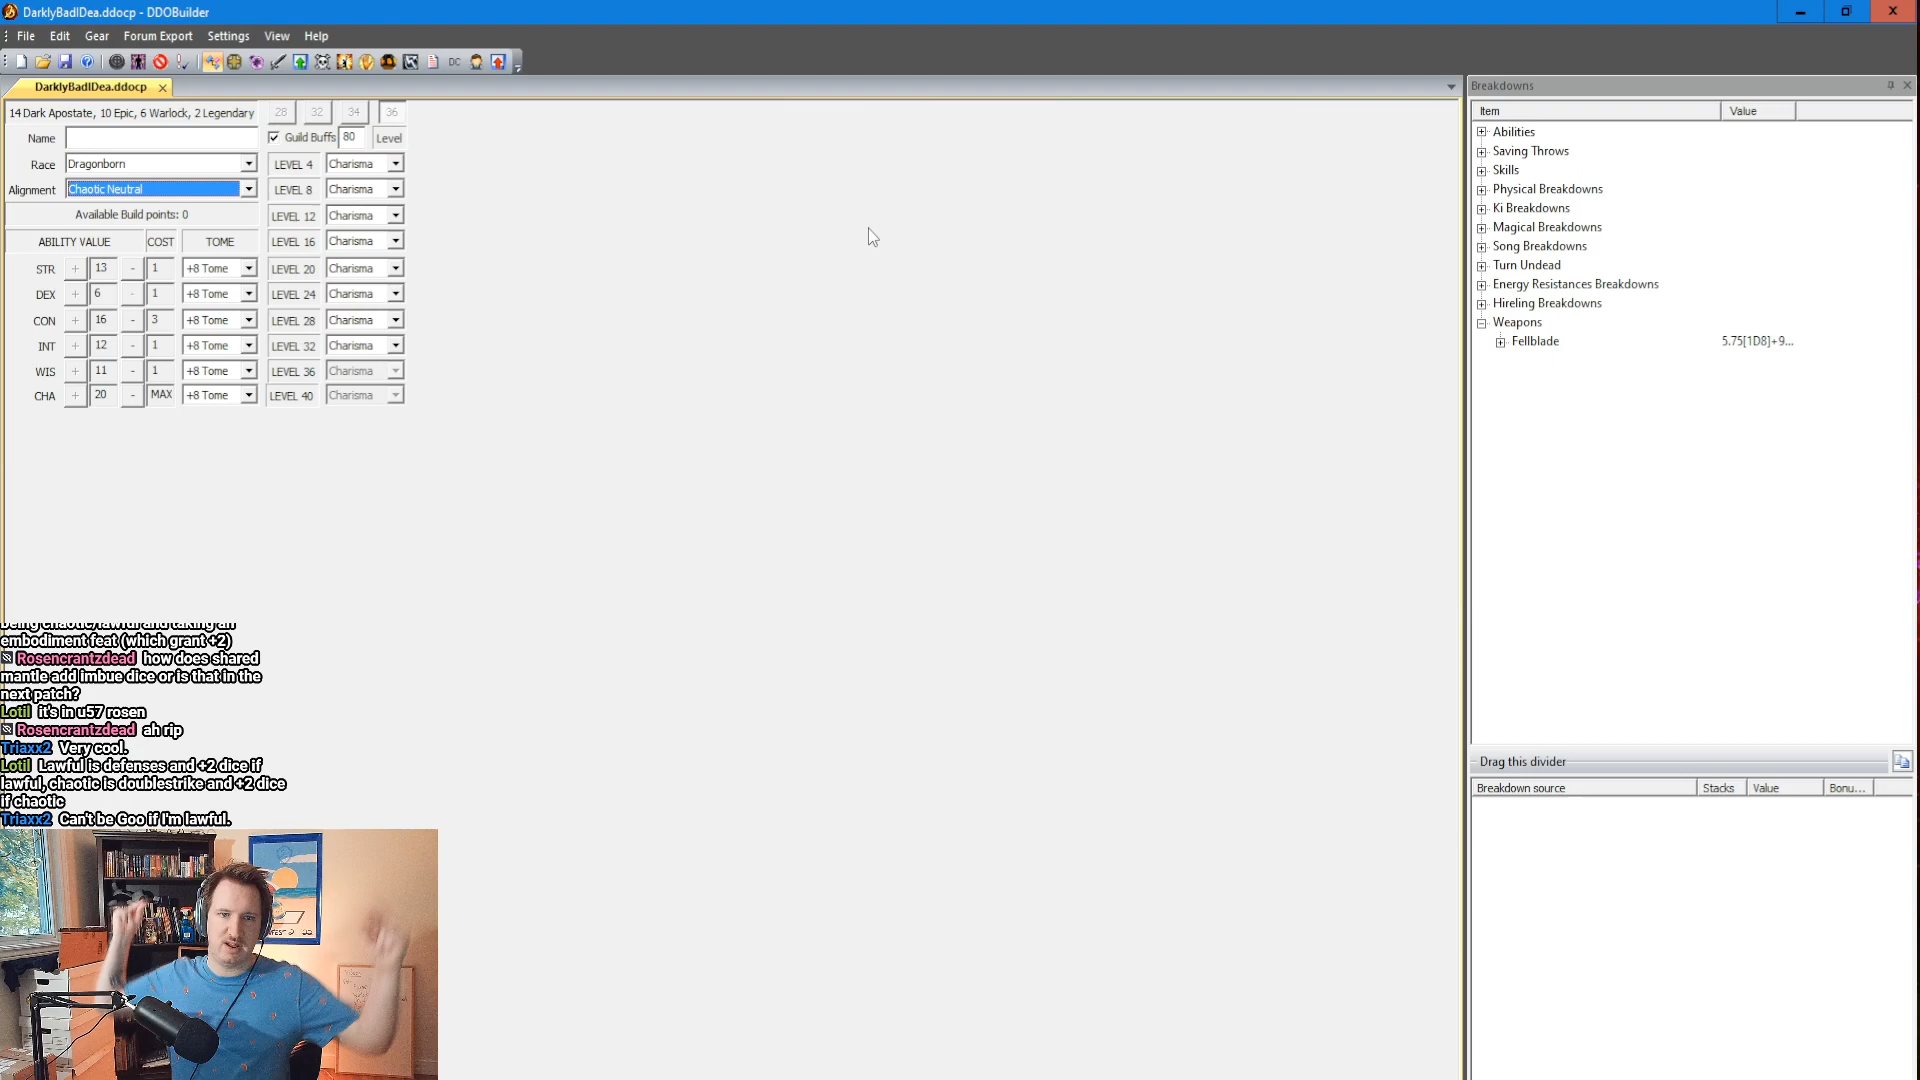 DarklyBadIDea.ddocp - DDOBuilder
File Edit Gear Forum Export Settings View Help
DC
DarklyBadIDea.ddocp
14 Dark Apostate, 10 Epic, 6 Warlock, 2 Legendary 28 32 34 36
Name Guild Buffs 80 Level
Race Dragonborn LEVEL 4 Charisma
Alignment Chaotic Neutral LEVEL 8 Charisma
Available Build points: 0 LEVEL 12 Charisma
ABILITY VALUE COST TOME LEVEL 16 Charisma
STR + 13 - 1 +8 Tome LEVEL 20 Charisma
DEX + 6 - 1 +8 Tome LEVEL 24 Charisma
CON + 16 - 3 +8 Tome LEVEL 28 Charisma
INT + 12 - 1 +8 Tome LEVEL 32 Charisma
WIS + 11 - 1 +8 Tome LEVEL 36 Charisma
CHA + 20 - MAX +8 Tome LEVEL 40 Charisma
being chaotic/lawful and taking an
embodiment feat (which grant +2)
Rosencrantzdead how does shared
mantle add imbue dice or is that in the
next patch?
Lotil it's in u57 rosen
Rosencrantzdead ah rip
Triaxx2 Very cool.
Lotil Lawful is defenses and +2 dice if
lawful, chaotic is doublestrike and +2 dice
if chaotic
Triaxx2 Can't be Goo if I'm lawful.
Breakdowns
Item Value
Abilities
Saving Throws
Skills
Physical Breakdowns
Ki Breakdowns
Magical Breakdowns
Song Breakdowns
Turn Undead
Energy Resistances Breakdowns
Hireling Breakdowns
Weapons
Fellblade 5.75[1D8]+9...
Drag this divider
Breakdown source Stacks Value Bonu...